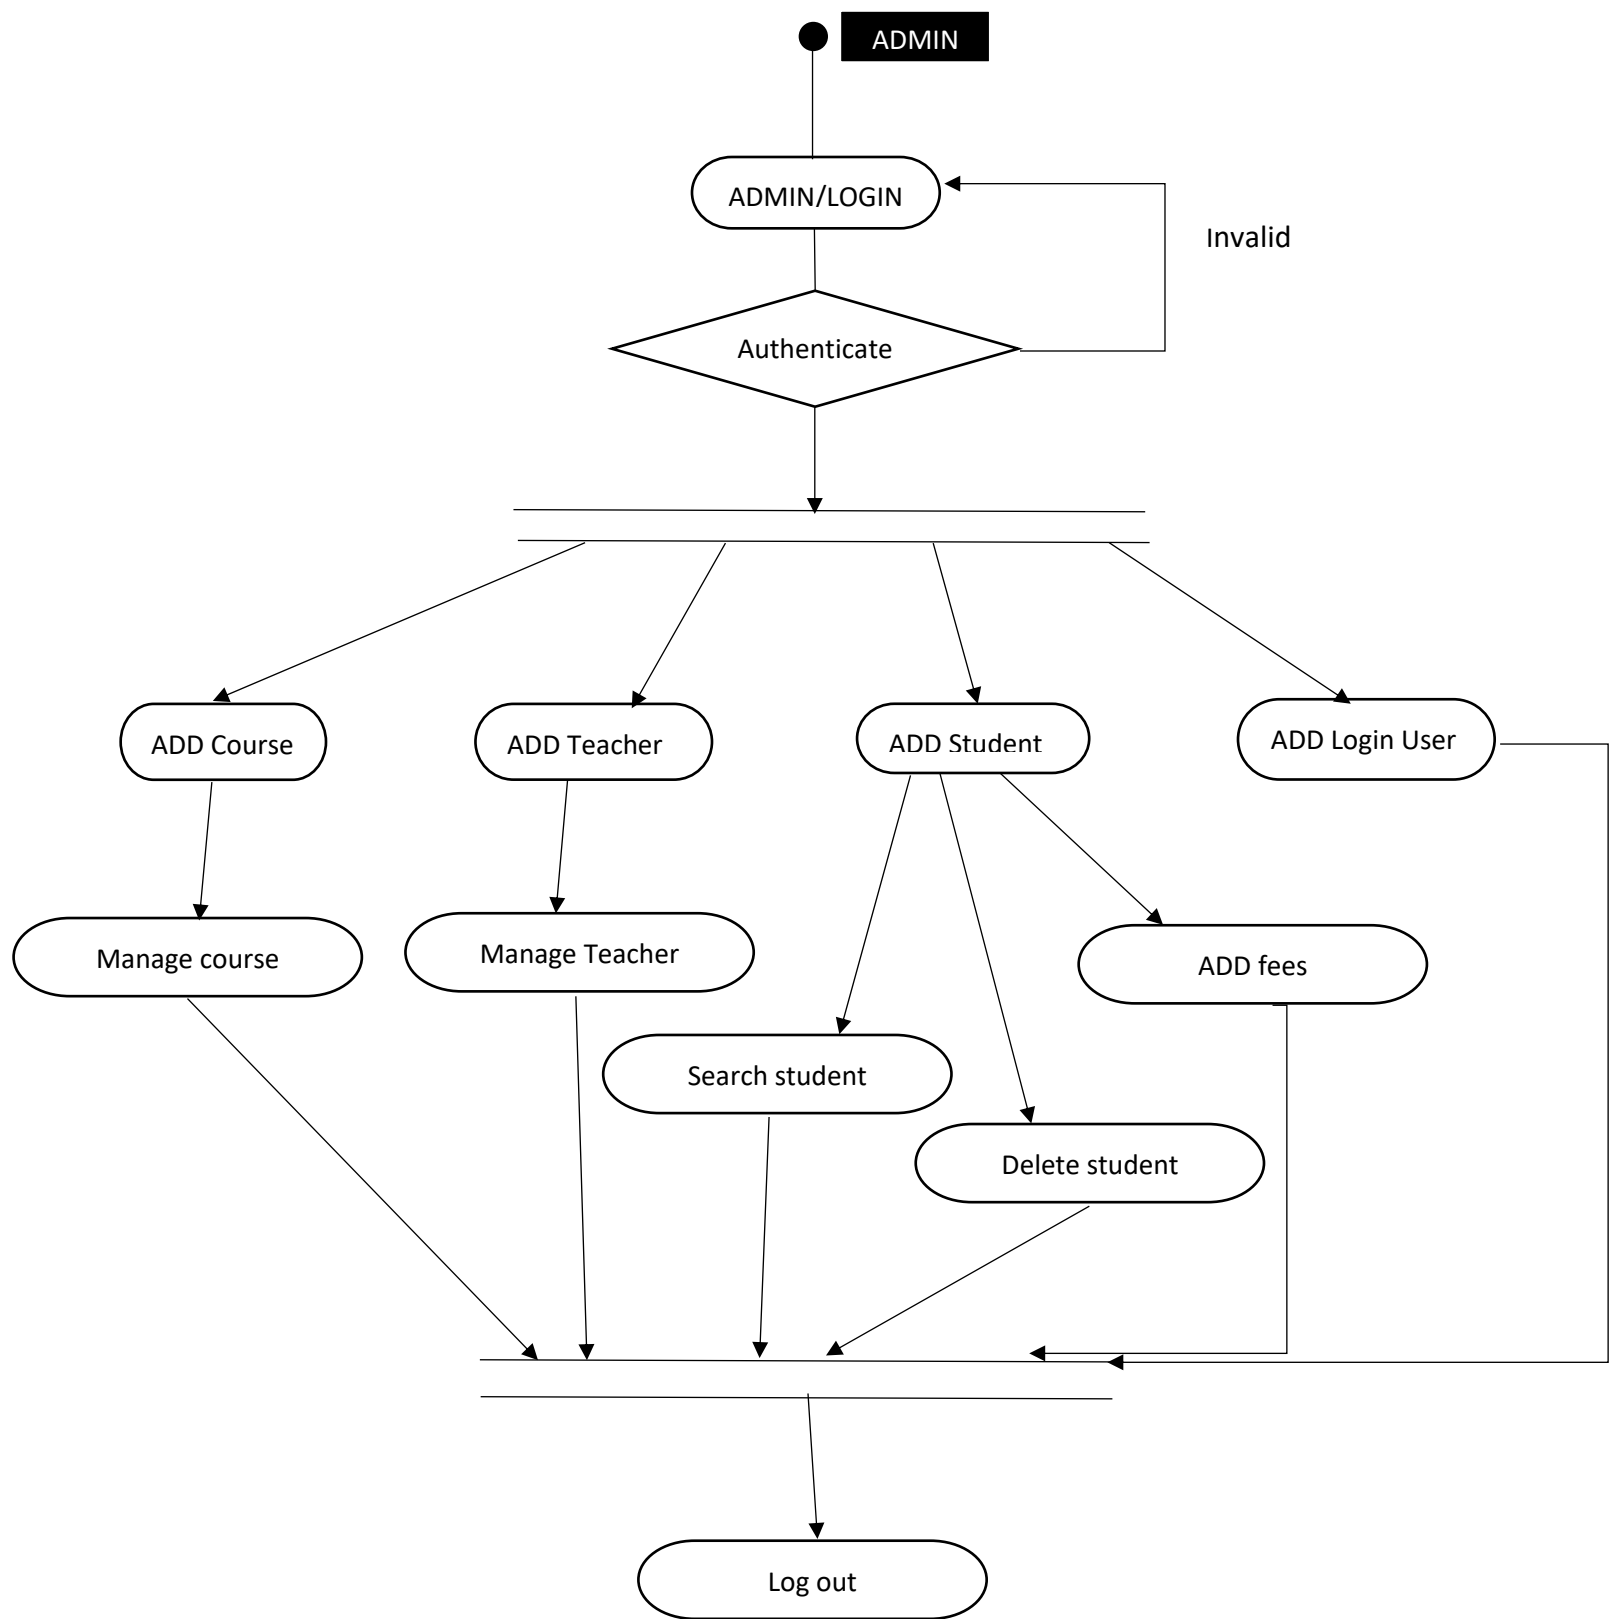 ADMIN
ADMIN/LOGIN
Invalid
Authenticate
ADD Course
ADD Teacher
ADD Student
ADD Login User
Manage course
Manage Teacher
ADD fees
Search student
Delete student
Log out